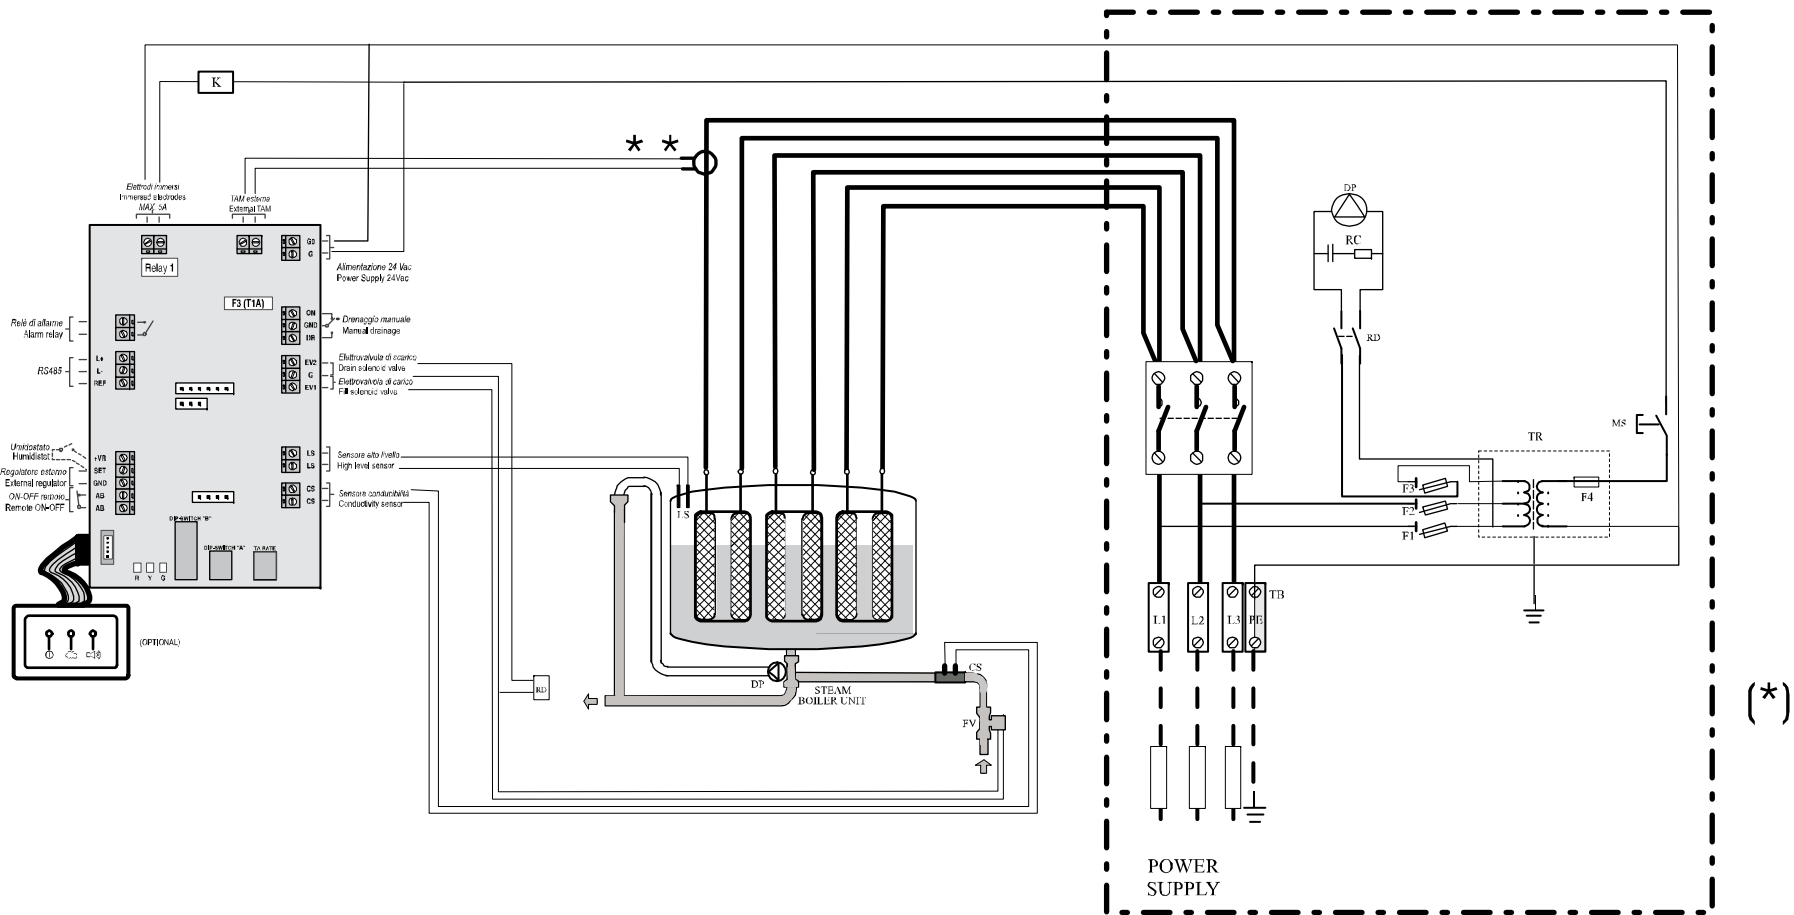 K
* *
Elettrodi immersi
Immersed electrodes
MAX. 5A
TAM esterna
External TAM
Relay 1
G0
G
Alimentazione 24 Vac
Power Supply 24Vac
F3 (T1A)
Relè di allarme
Alarm relay
ON
GND
DR
Drenaggio manuale
Manual drainage
L+
L-
REF
RS485
EV2
G
EV1
Elettrovalvola di scarico
Drain solenoid valve
Elettrovalvola di carico
Fill solenoid valve
Umidostato
Humidistat
Regolatore esterno
External regulator
ON-OFF remoto
Remote ON-OFF
+VR
SET
GND
AB
AB
LS
LS
Sensore alto livello
High level sensor
CS
CS
Sensore conducibilità
Conductivity sensor
DIP-SWITCH "B"
DIP-SWITCH "A"
TA RATE
R Y G
(OPTIONAL)
RD
LS
DP
STEAM
BOILER UNIT
CS
FV
DP
RC
RD
MS
TR
F3
F2
F1
F4
L1
L2
L3
PE
TB
(*)
POWER
SUPPLY